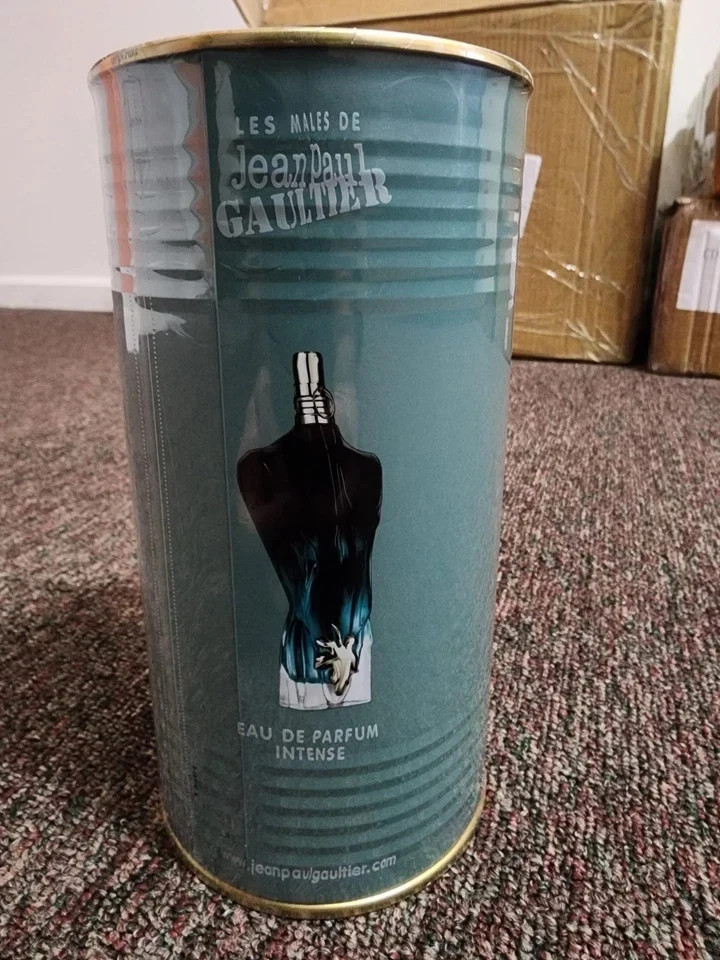 LES MALES DE
Jean Paul
GAULTIER
EAU DE PARFUM
INTENSE
www.jeanpaulgaultier.com